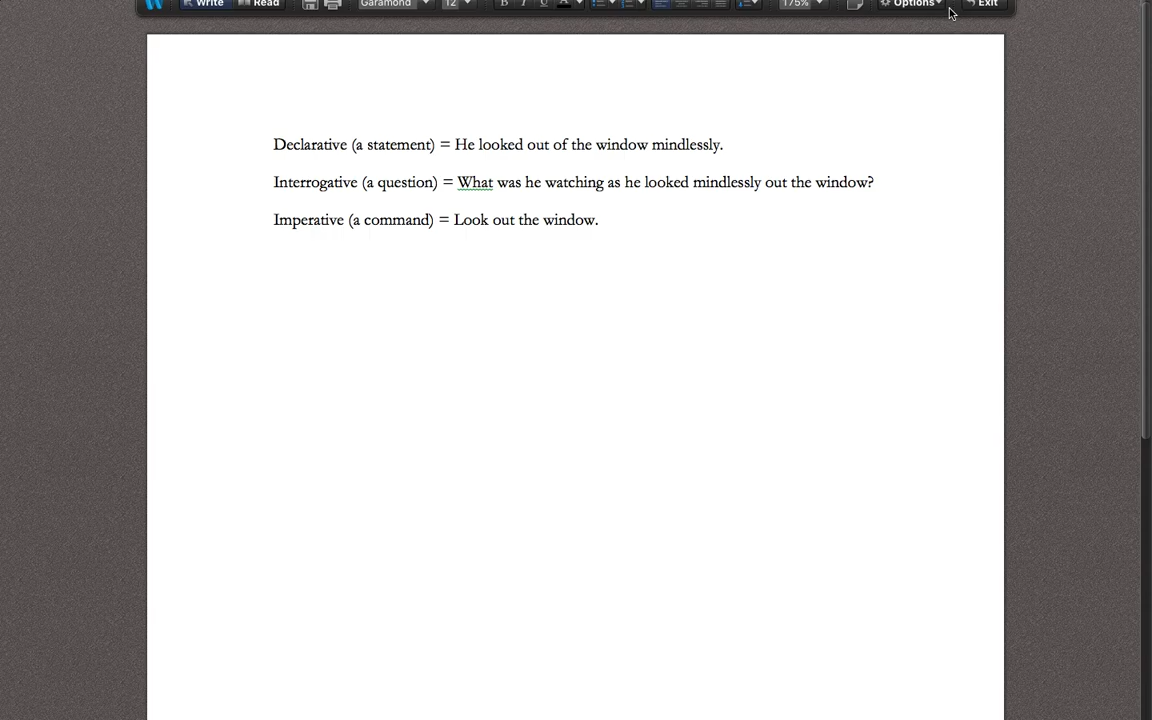 Write Read Garamond 12 B I U A 175% Options Exit
Declarative (a statement) = He looked out of the window mindlessly.
Interrogative (a question) = What was he watching as he looked mindlessly out the window?
Imperative (a command) = Look out the window.